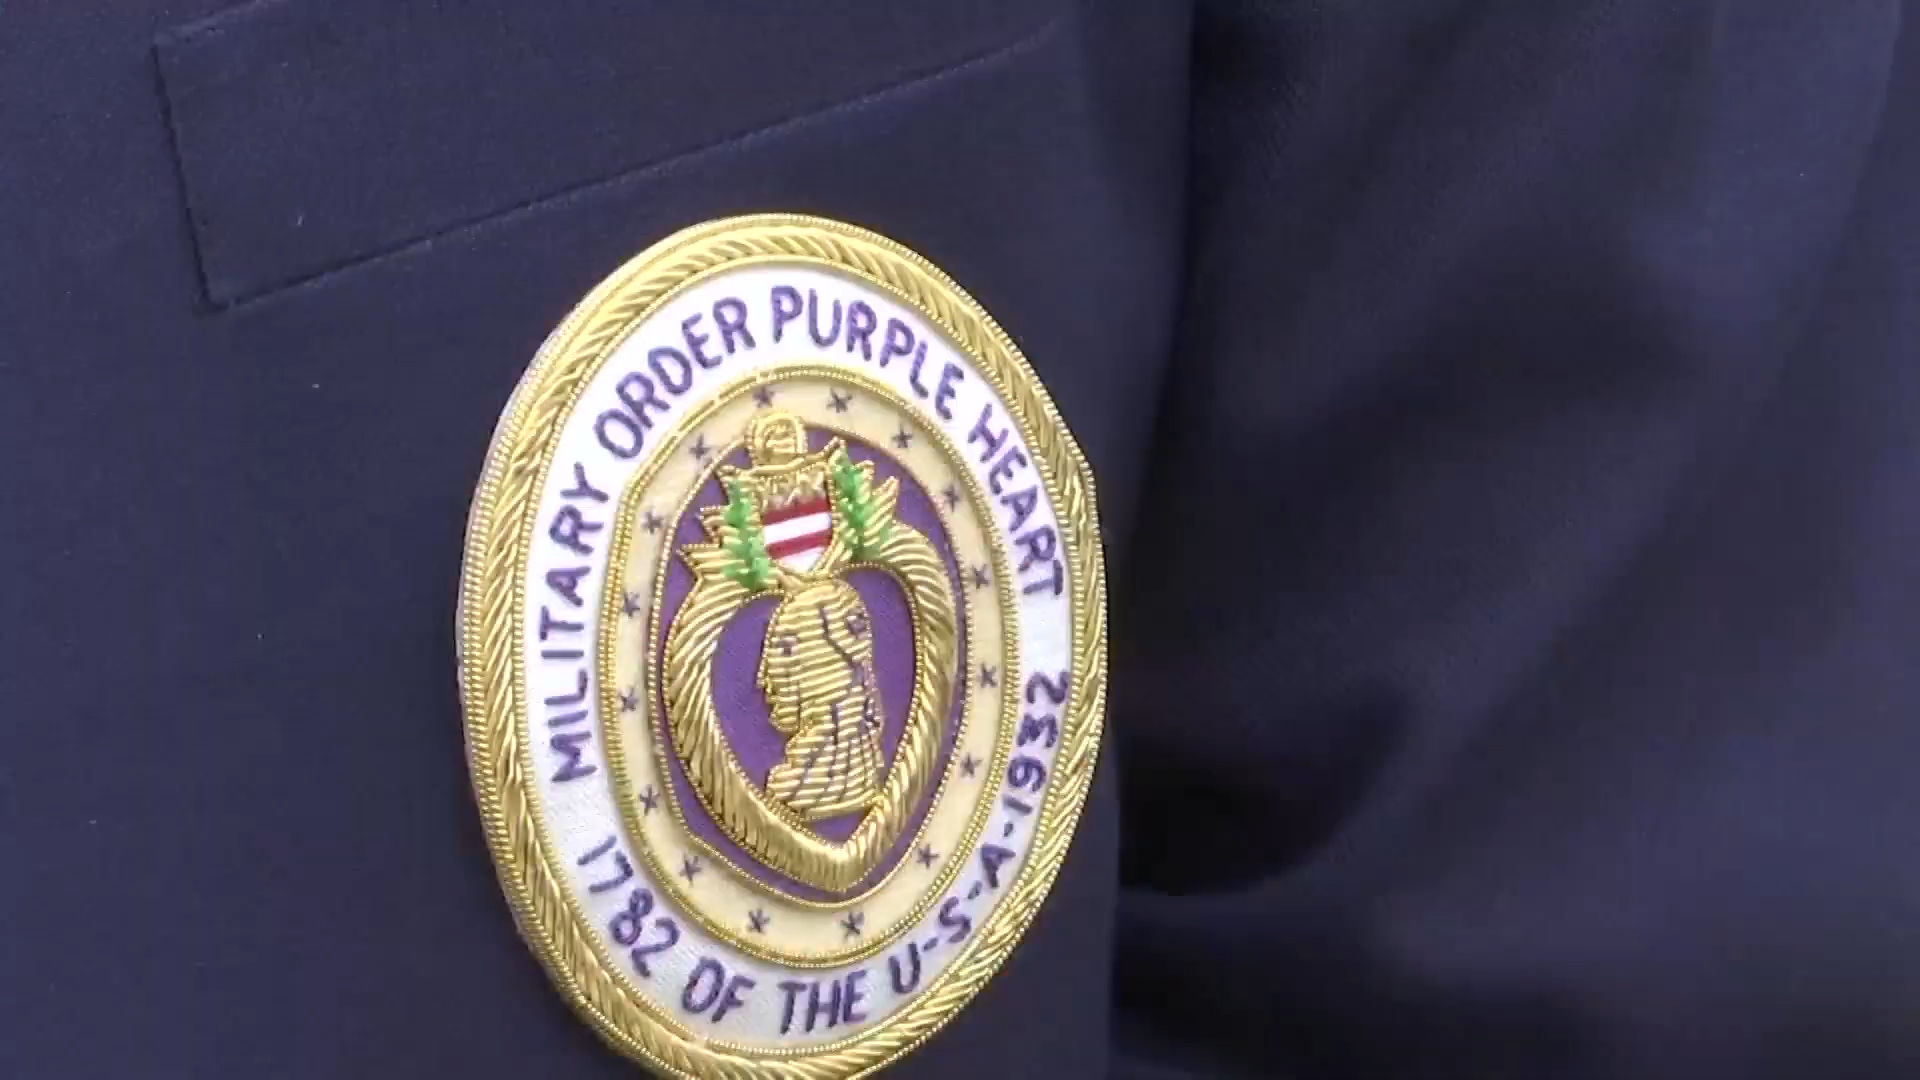 MILITARY ORDER PURPLE HEART
1782 OF THE U-S-A-1932